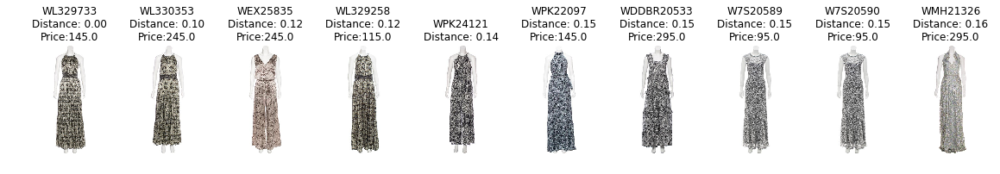 WL329733
Distance: 0.00
Price:145.0
WL330353
Distance: 0.10
Price:245.0
WEX25835
Distance: 0.12
Price:245.0
WL329258
Distance: 0.12
Price:115.0
WPK24121
Distance: 0.14
WPK22097
Distance: 0.15
Price:145.0
WDDBR20533
Distance: 0.15
Price:295.0
W7S20589
Distance: 0.15
Price:95.0
W7S20590
Distance: 0.15
Price:95.0
WMH21326
Distance: 0.16
Price:295.0